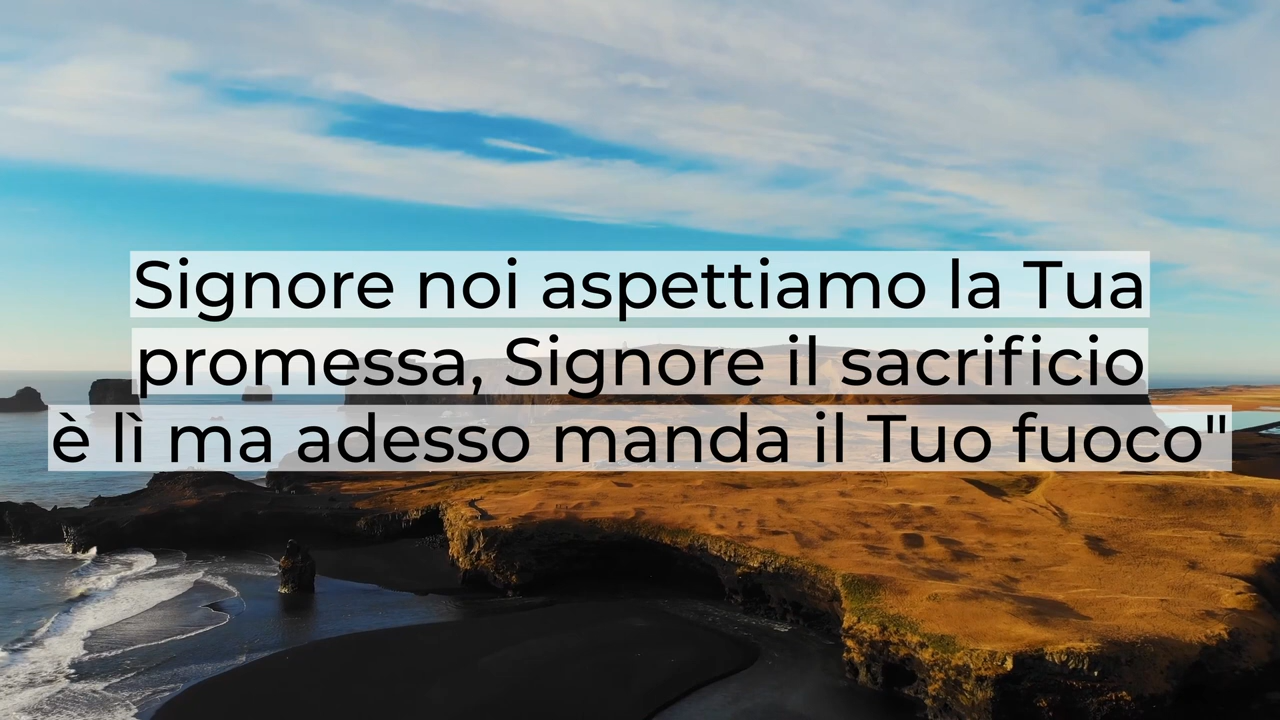 Signore noi aspettiamo la Tua
promessa, Signore il sacrificio
è lì ma adesso manda il Tuo fuoco"